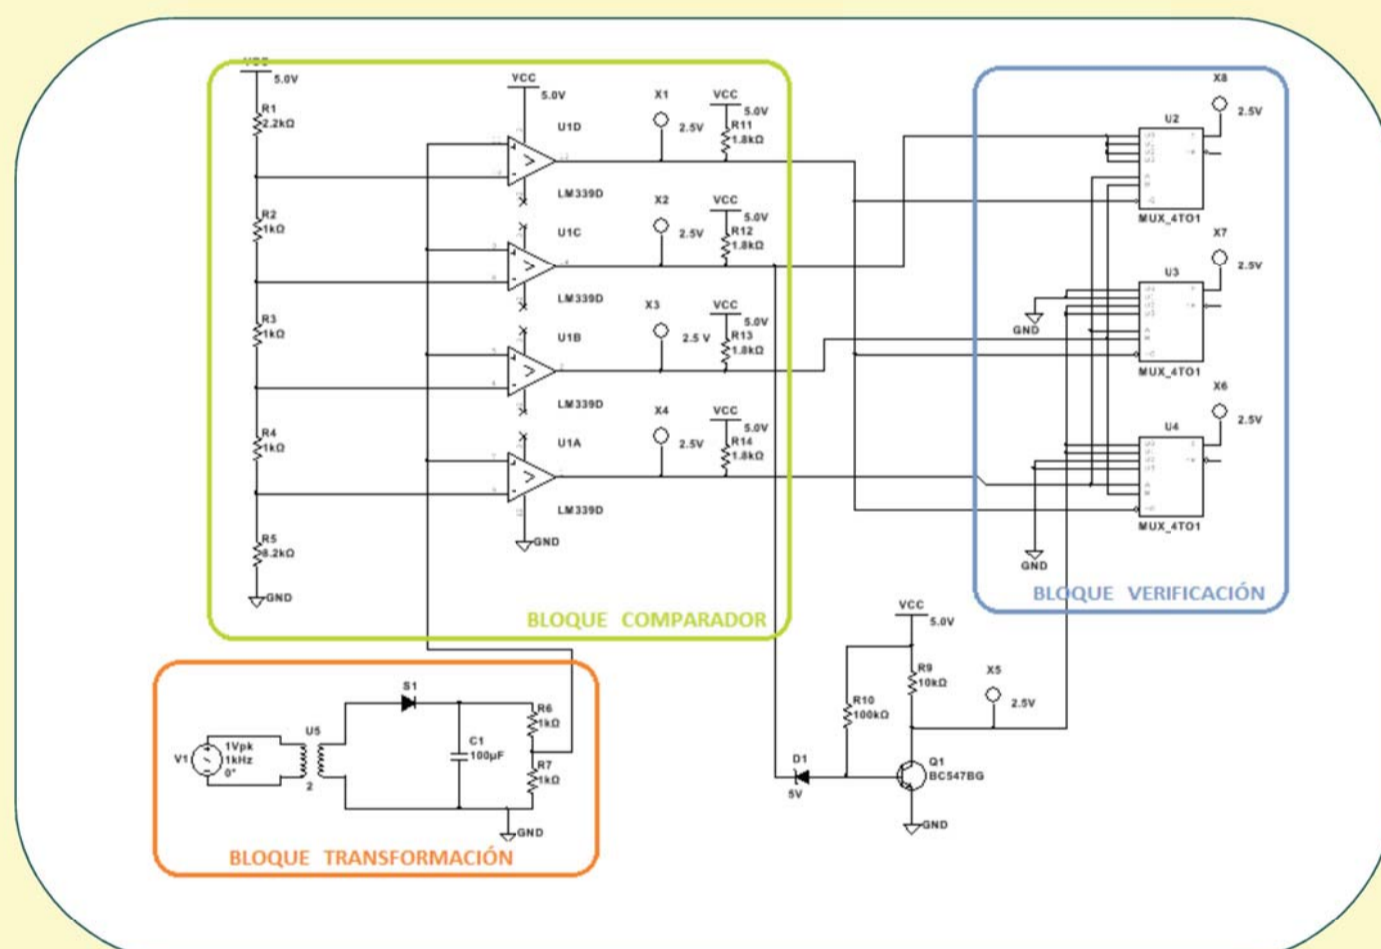 VCC
5.0V
R1
2.2kΩ
R2
1kΩ
R3
1kΩ
R4
1kΩ
R5
8.2kΩ
GND
VCC
5.0V
U1D
LM339D
U1C
LM339D
U1B
LM339D
U1A
LM339D
GND
X1
2.5V
VCC
5.0V
R11
1.8kΩ
X2
2.5V
VCC
5.0V
R12
1.8kΩ
X3
2.5 V
VCC
5.0V
R13
1.8kΩ
X4
2.5V
VCC
5.0V
R14
1.8kΩ
BLOQUE COMPARADOR
X8
2.5V
U2
MUX_4TO1
X7
2.5V
U3
GND
MUX_4TO1
X6
2.5V
U4
MUX_4TO1
GND
BLOQUE VERIFICACIÓN
VCC
5.0V
R9
10kΩ
R10
100kΩ
X5
2.5V
D1
5V
Q1
BC547BG
GND
S1
U5
V1
1Vpk
1kHz
0°
2
C1
100µF
R6
1kΩ
R7
1kΩ
GND
BLOQUE TRANSFORMACIÓN